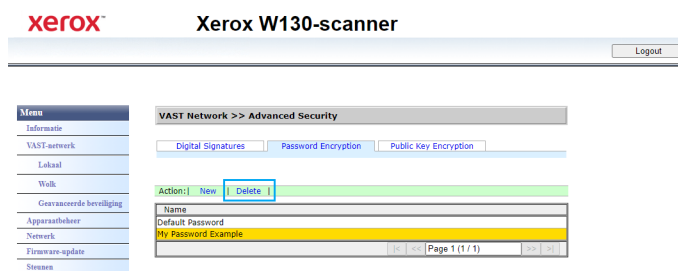 xerox™ Xerox W130-scanner
Logout
Menu
Informatie
VAST-netwerk
Lokaal
Wolk
Geavanceerde beveiliging
Apparaatbeheer
Netwerk
Firmware-update
Steunen
VAST Network >> Advanced Security
Digital Signatures Password Encryption Public Key Encryption
Action:| New | Delete |
Name
Default Password
My Password Example
|< << Page 1 (1 / 1) >> >|